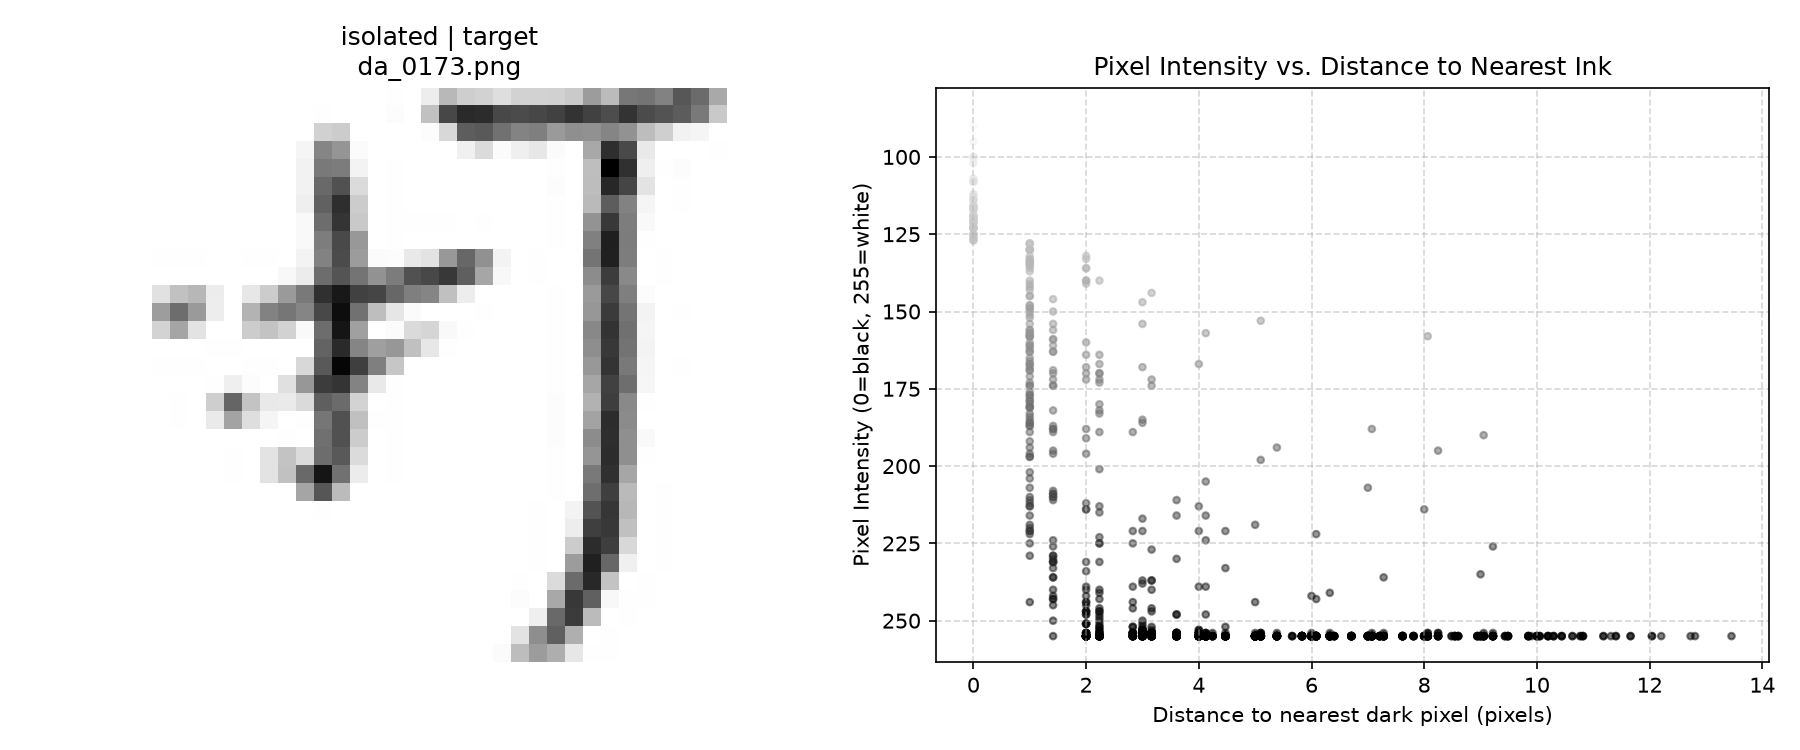 isolated | target
da_0173.png
打
Pixel Intensity vs. Distance to Nearest Ink
Pixel Intensity (0=black, 255=white)
100
125
150
175
200
225
250
0 2 4 6 8 10 12 14
Distance to nearest dark pixel (pixels)